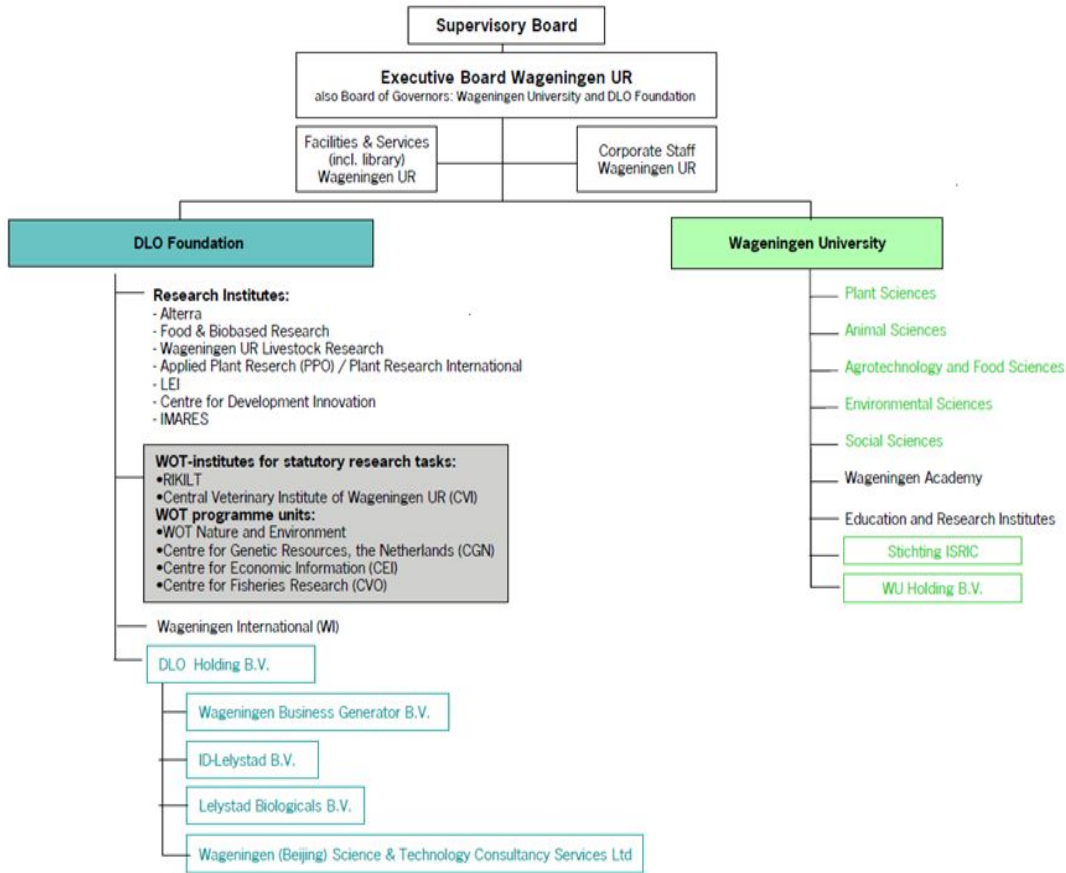 Supervisory Board
Executive Board Wageningen UR
also Board of Governors: Wageningen University and DLO Foundation
Facilities & Services
(incl. library)
Wageningen UR
Corporate Staff
Wageningen UR
DLO Foundation
Research Institutes:
- Alterra
- Food & Biobased Research
- Wageningen UR Livestock Research
- Applied Plant Reserch (PPO) / Plant Research International
- LEI
- Centre for Development Innovation
- IMARES
WOT-institutes for statutory research tasks:
•RIKILT
•Central Veterinary Institute of Wageningen UR (CVI)
WOT programme units:
•WOT Nature and Environment
•Centre for Genetic Resources, the Netherlands (CGN)
•Centre for Economic Information (CEI)
•Centre for Fisheries Research (CVO)
Wageningen International (WI)
DLO Holding B.V.
Wageningen Business Generator B.V.
ID-Lelystad B.V.
Lelystad Biologicals B.V.
Wageningen (Beijing) Science & Technology Consultancy Services Ltd
Wageningen University
Plant Sciences
Animal Sciences
Agrotechnology and Food Sciences
Environmental Sciences
Social Sciences
Wageningen Academy
Education and Research Institutes
Stichting ISRIC
WU Holding B.V.